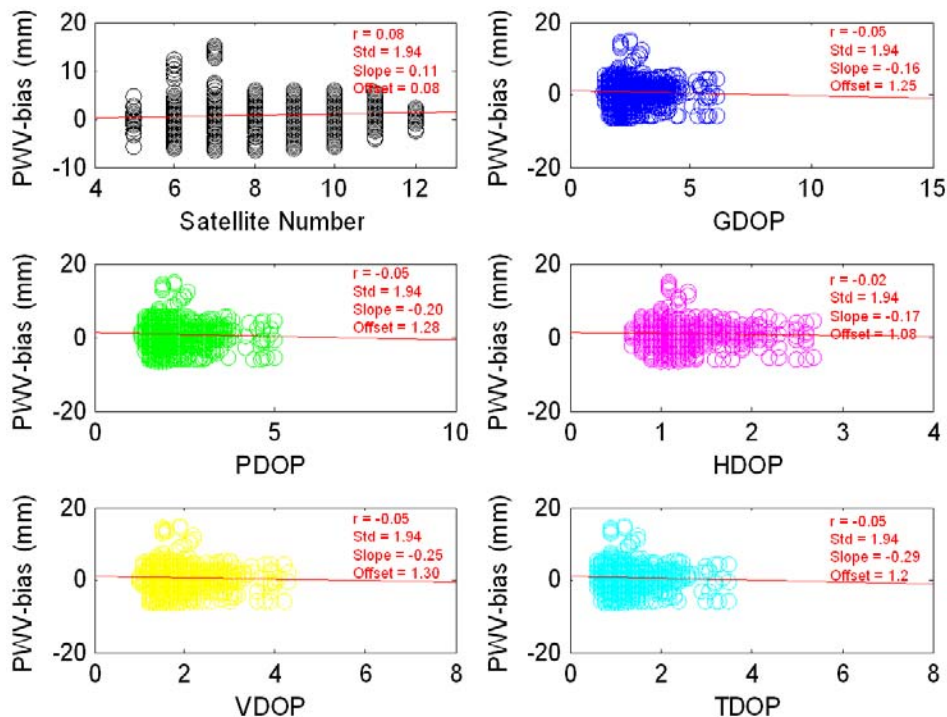 20
10
0
-10
PWV-bias (mm)
r = 0.08
Std = 1.94
Slope = 0.11
Offset = 0.08
4 6 8 10 12
Satellite Number
20
0
-20
PWV-bias (mm)
r = -0.05
Std = 1.94
Slope = -0.16
Offset = 1.25
0 5 10 15
GDOP
20
0
-20
PWV-bias (mm)
r = -0.05
Std = 1.94
Slope = -0.20
Offset = 1.28
0 5 10
PDOP
20
0
-20
PWV-bias (mm)
r = -0.02
Std = 1.94
Slope = -0.17
Offset = 1.08
0 1 2 3 4
HDOP
20
0
-20
PWV-bias (mm)
r = -0.05
Std = 1.94
Slope = -0.25
Offset = 1.30
0 2 4 6 8
VDOP
20
0
-20
PWV-bias (mm)
r = -0.05
Std = 1.94
Slope = -0.29
Offset = 1.2
0 2 4 6 8
TDOP